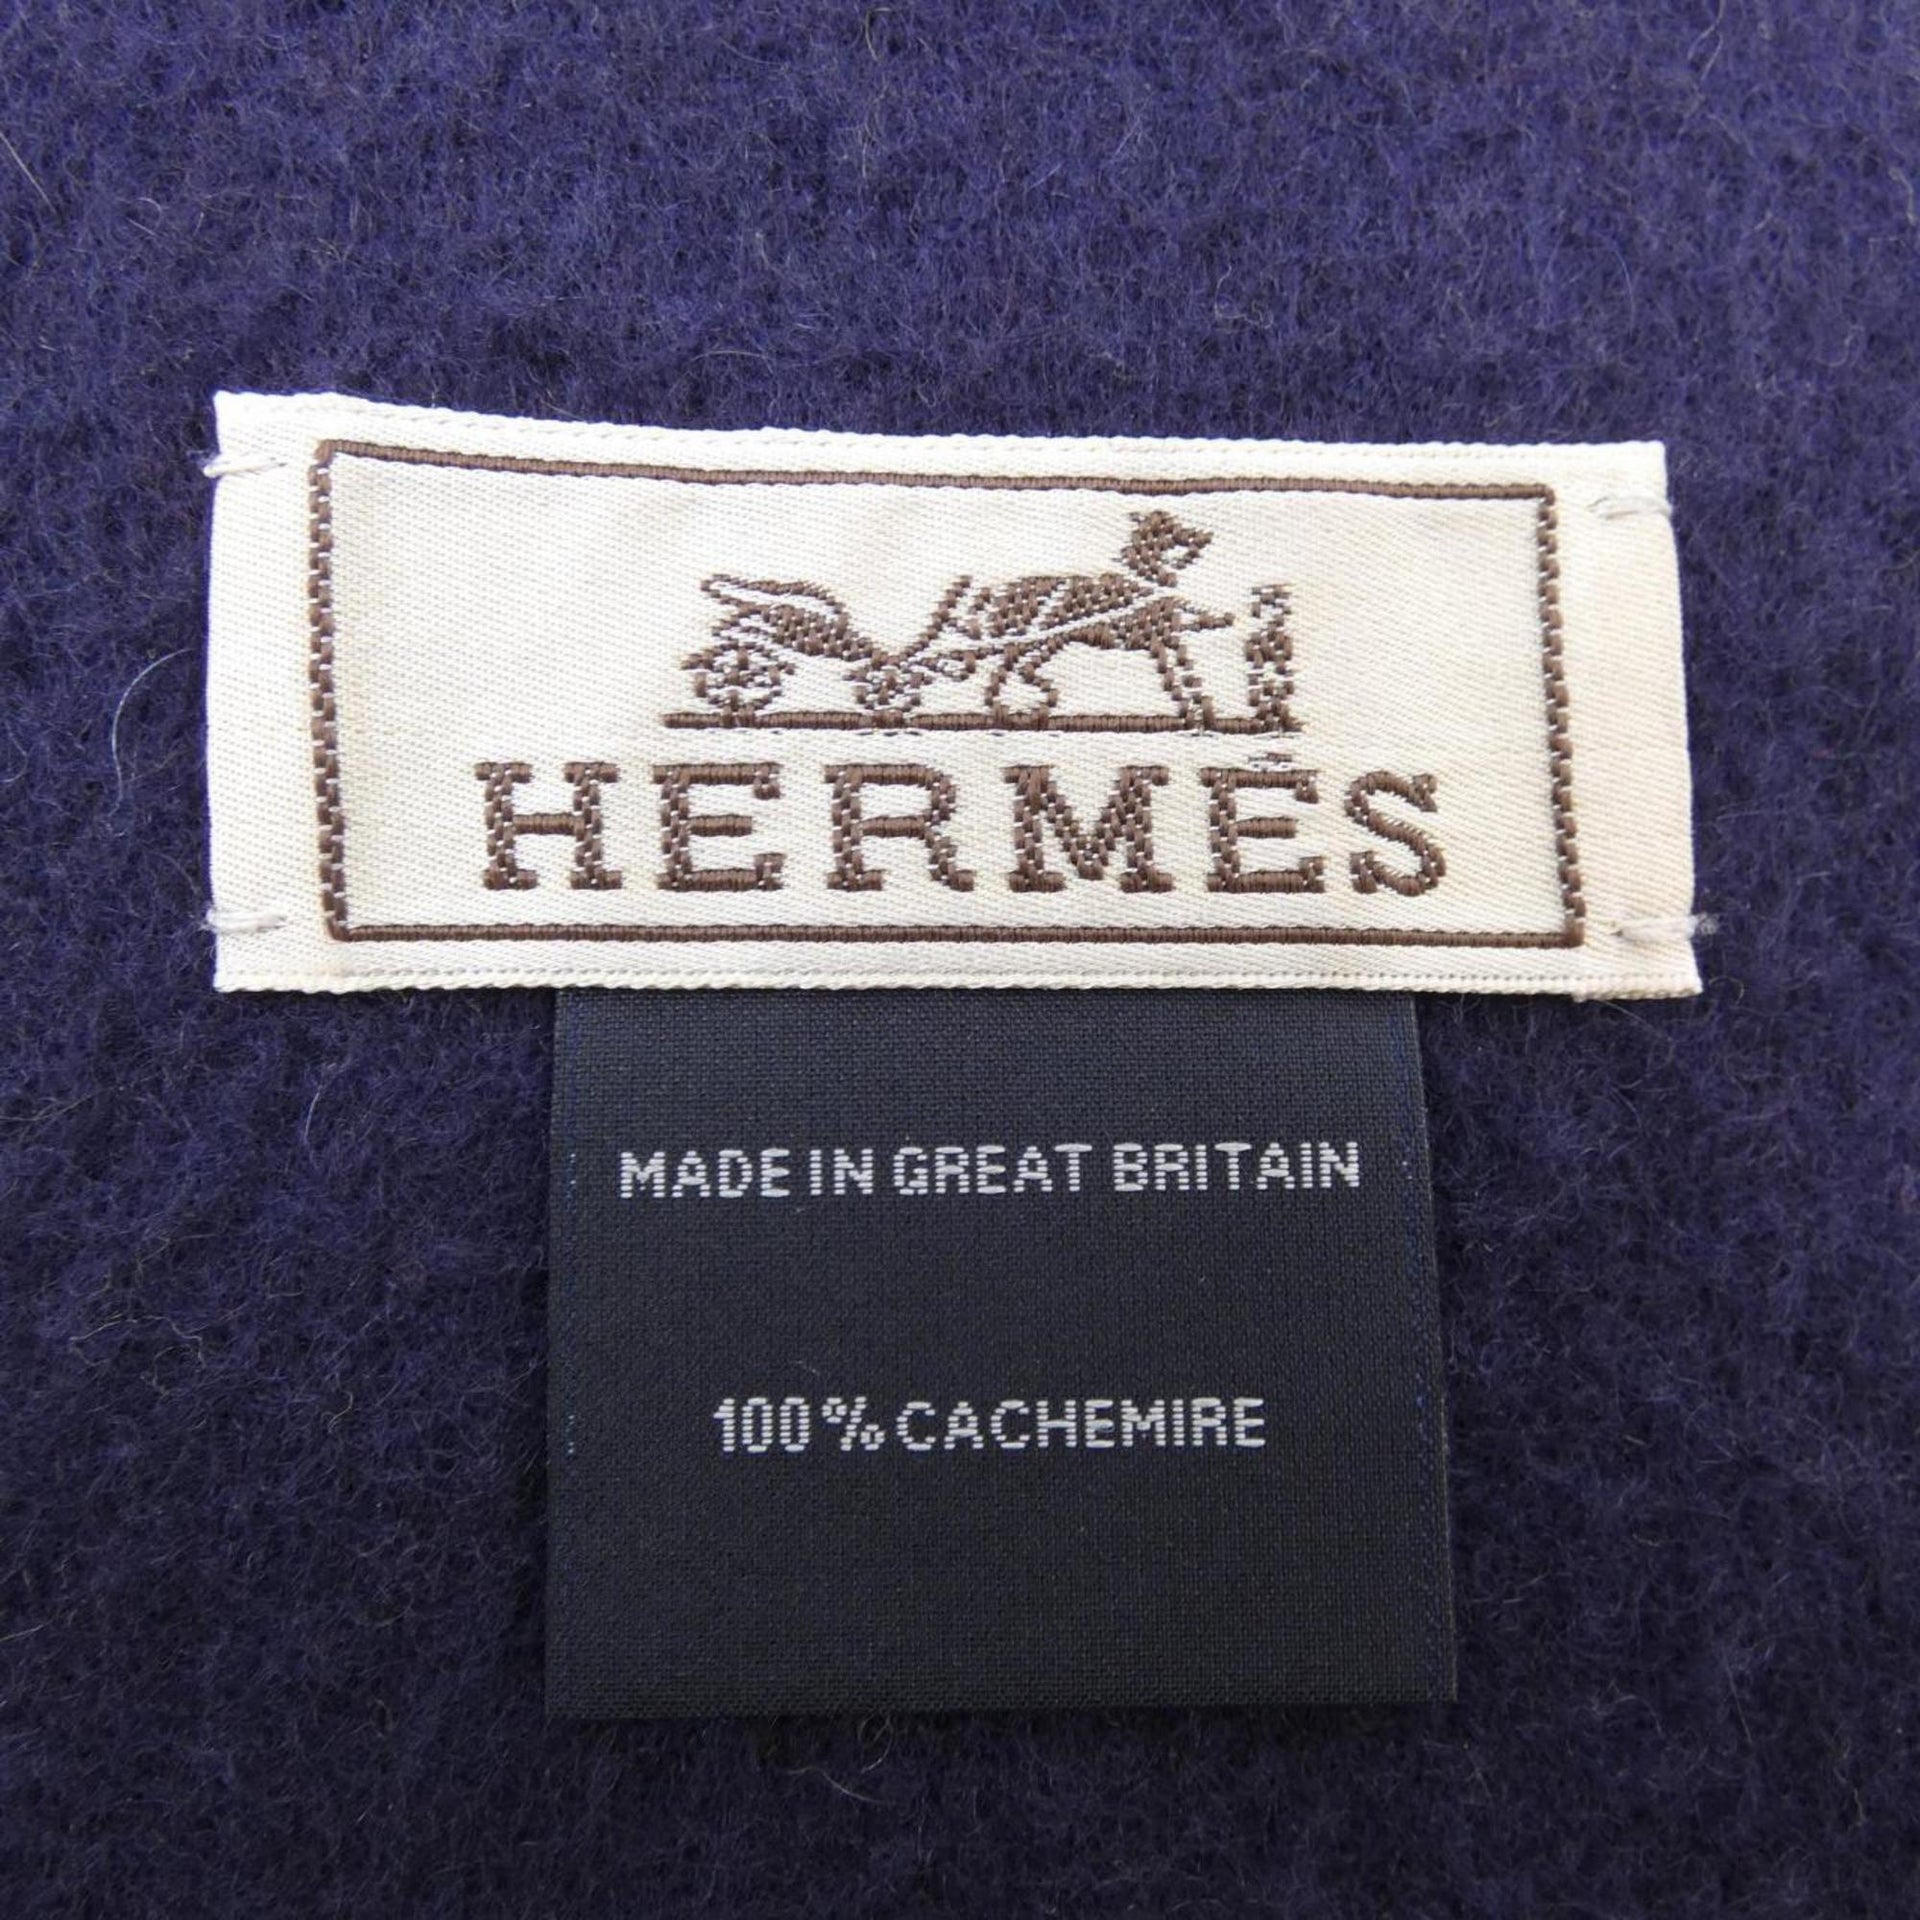 HERMÈS
MADE IN GREAT BRITAIN
100% CACHEMIRE